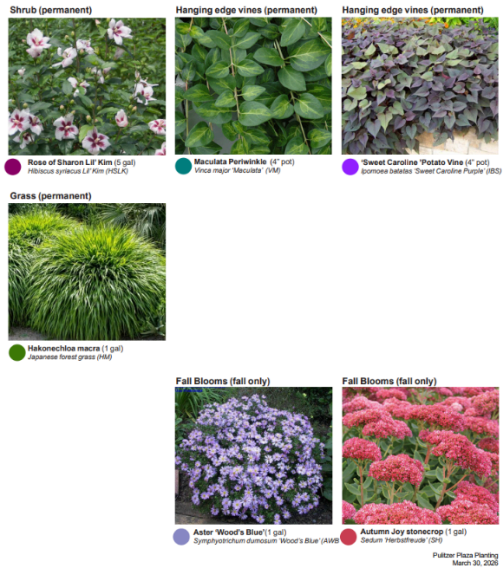 Shrub (permanent)
Hanging edge vines (permanent)
Hanging edge vines (permanent)
Rose of Sharon Lil' Kim (5 gal)
Hibiscus syriacus Lil' Kim (HSLK)
Maculata Periwinkle (4" pot)
Vinca major 'Maculata' (VM)
'Sweet Caroline 'Potato Vine (4" pot)
Ipomoea batatas 'Sweet Caroline Purple' (IBS)
Grass (permanent)
Hakonechloa macra (1 gal)
Japanese forest grass (HM)
Fall Blooms (fall only)
Fall Blooms (fall only)
Aster 'Wood's Blue'(1 gal)
Symphyotrichum dumosum 'Wood's Blue' (AWB
Autumn Joy stonecrop (1 gal)
Sedum 'Herbstfreude' (SH)
Pulitzer Plaza Planting
March 30, 2026